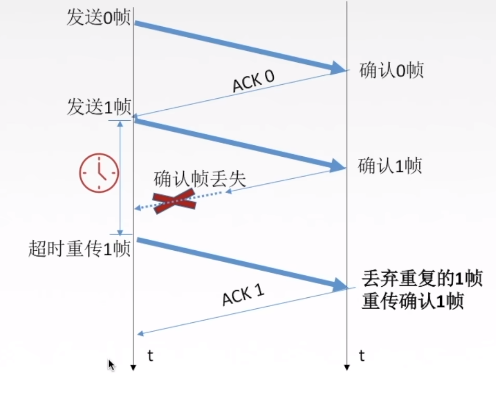 发送0帧
ACK 0
确认0帧
发送1帧
确认1帧
确认帧丢失
超时重传1帧
ACK 1
丢弃重复的1帧
重传确认1帧
t
t